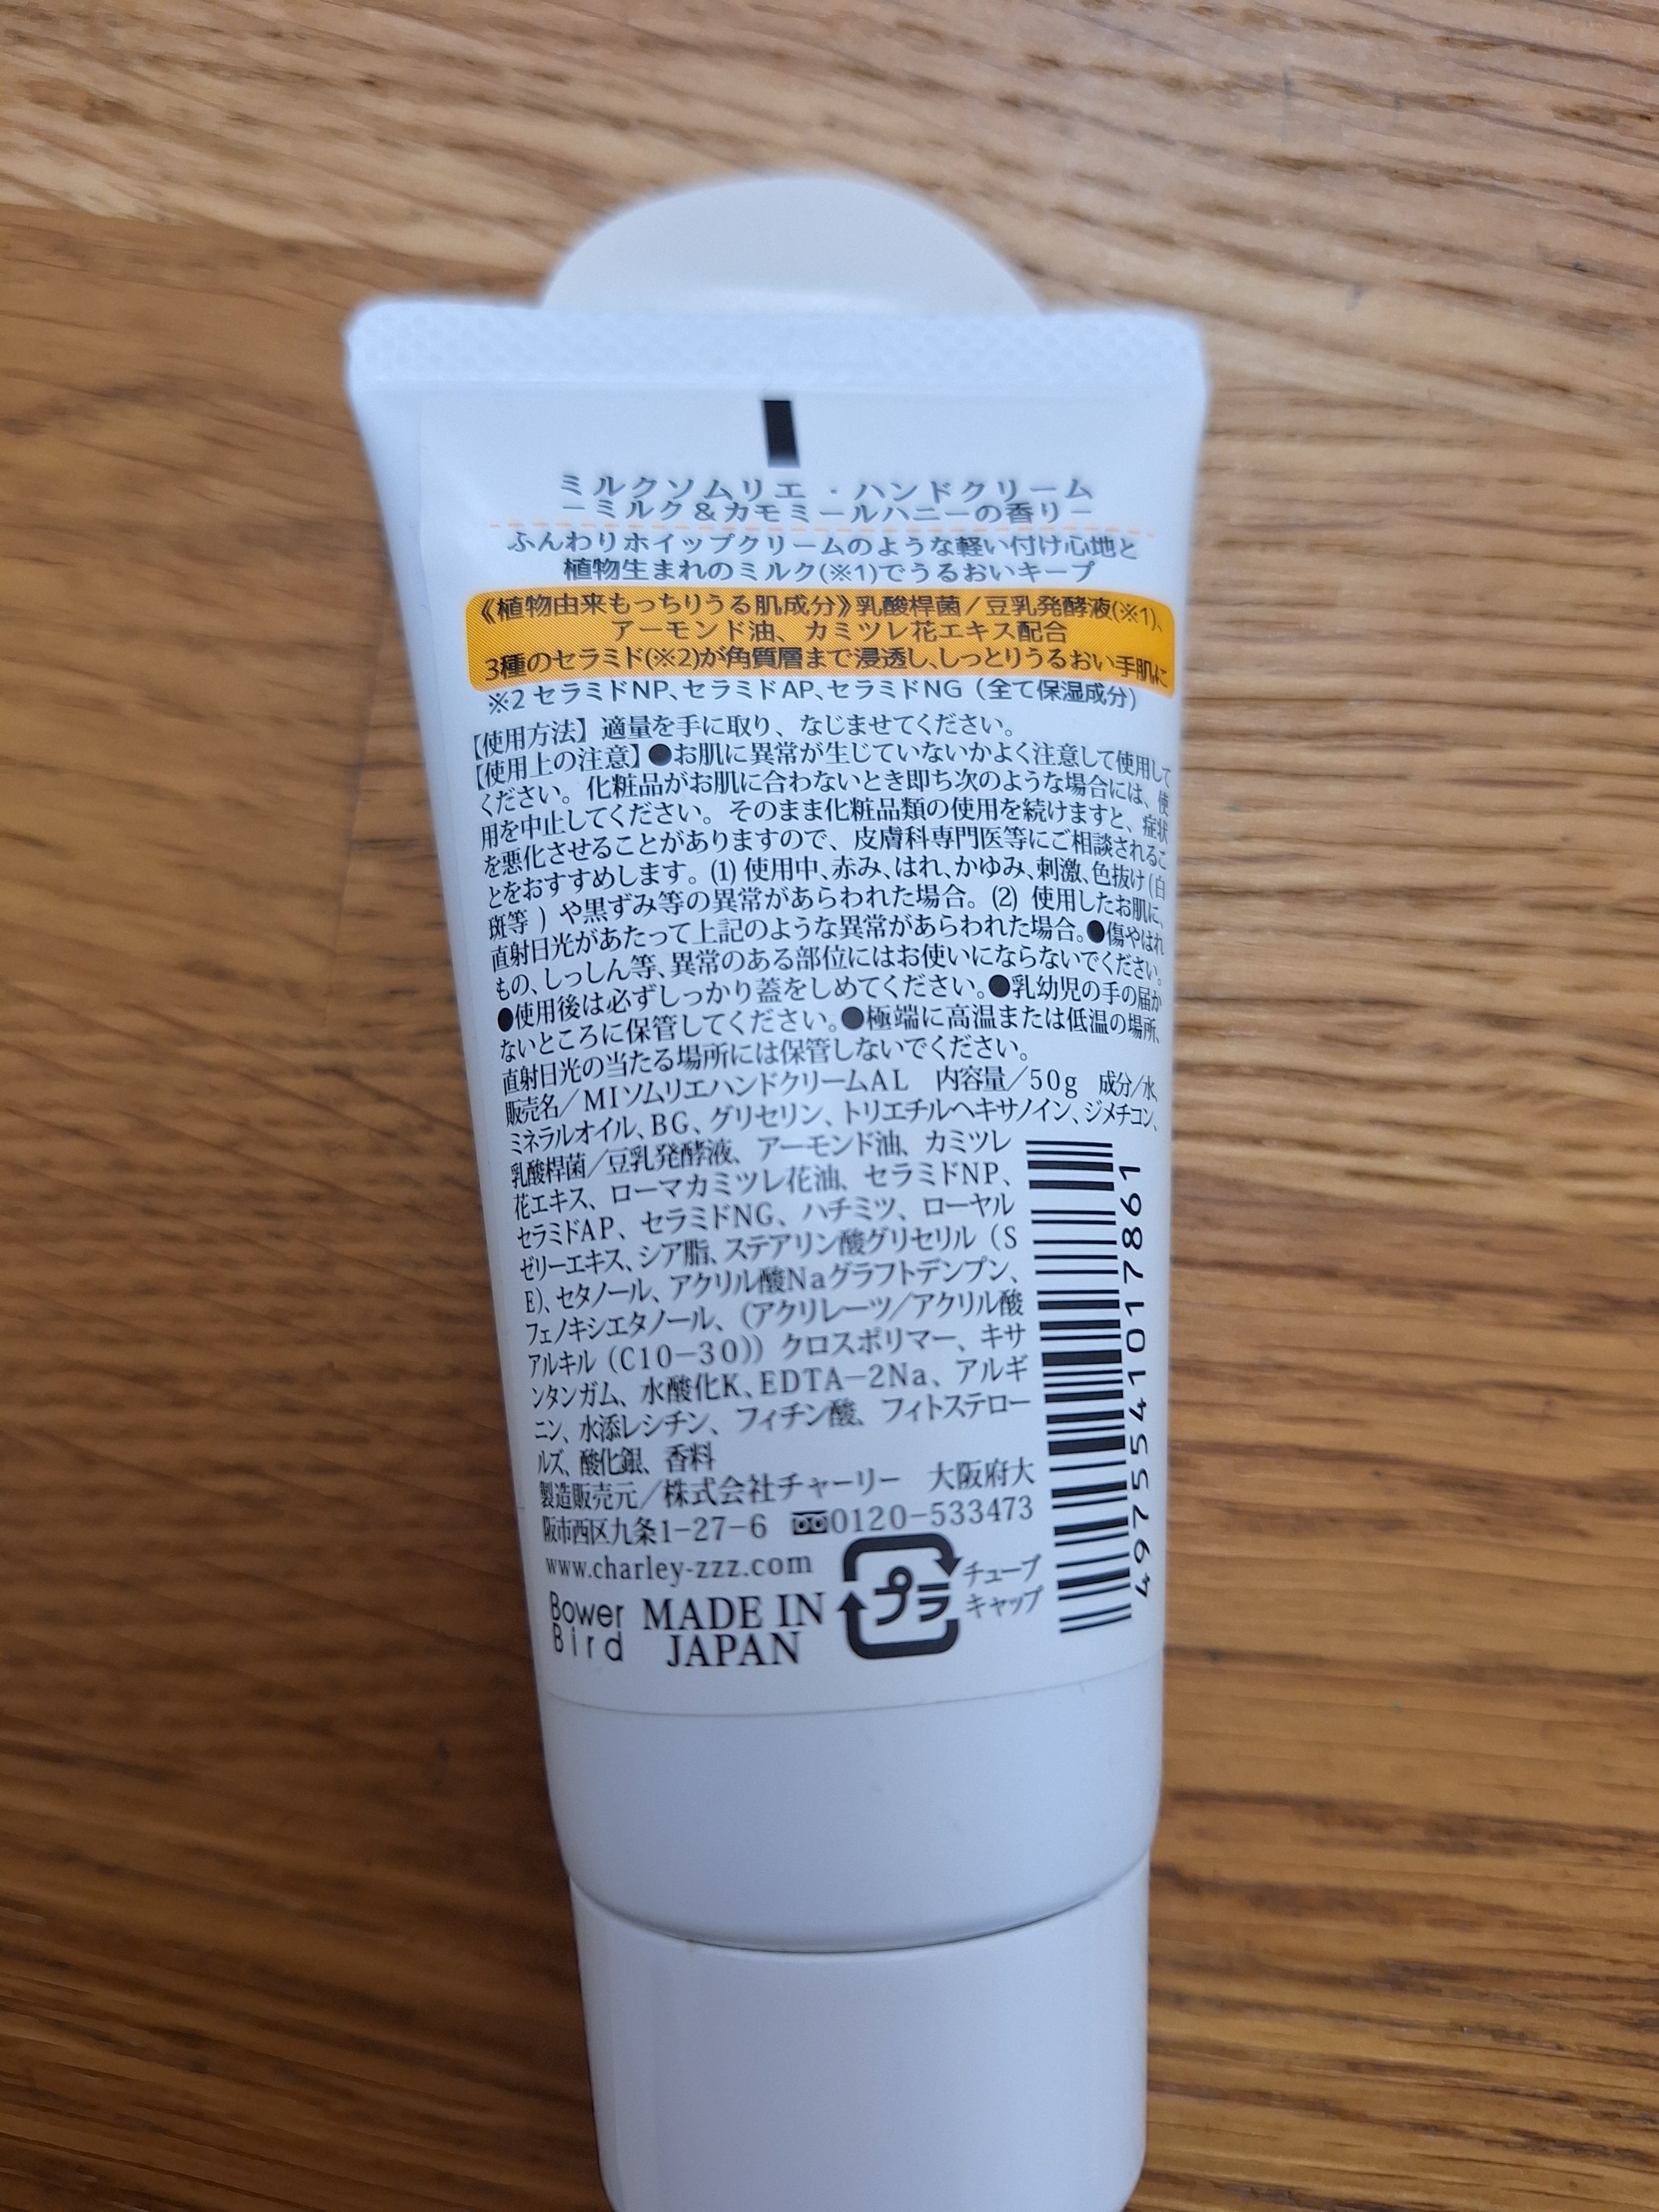 ミルクソムリエ・ハンドクリーム
－ミルク＆カモミールハニーの香り－
ふんわりホイップクリームのような軽い付け心地と
植物生まれのミルク(※1)でうるおいキープ
《植物由来もっちりうる肌成分》乳酸桿菌／豆乳発酵液(※1)、
アーモンド油、カミツレ花エキス配合
3種のセラミド(※2)が角質層まで浸透し、しっとりうるおい手肌に
※2 セラミドNP、セラミドAP、セラミドNG（全て保湿成分）
【使用方法】適量を手に取り、なじませてください。
【使用上の注意】●お肌に異常が生じていないかよく注意して使用して
ください。化粧品がお肌に合わないとき即ち次のような場合には、使
用を中止してください。そのまま化粧品類の使用を続けますと、症状
を悪化させることがありますので、皮膚科専門医等にご相談されるこ
とをおすすめします。(1) 使用中、赤み、はれ、かゆみ、刺激、色抜け（白
斑等）や黒ずみ等の異常があらわれた場合。(2) 使用したお肌に、
直射日光があたって上記のような異常があらわれた場合。●傷やはれ
もの、しっしん等、異常のある部位にはお使いにならないでください。
●使用後は必ずしっかり蓋をしめてください。●乳幼児の手の届か
ないところに保管してください。●極端に高温または低温の場所、
直射日光の当たる場所には保管しないでください。
販売名／MIソムリエハンドクリームAL　内容量／50g　成分/水、
ミネラルオイル、BG、グリセリン、トリエチルヘキサノイン、ジメチコン、
乳酸桿菌／豆乳発酵液、アーモンド油、カミツレ
花エキス、ローマカミツレ花油、セラミドNP、
セラミドAP、セラミドNG、ハチミツ、ローヤル
ゼリーエキス、シア脂、ステアリン酸グリセリル（S
E）、セタノール、アクリル酸Naグラフトデンプン、
フェノキシエタノール、（アクリレーツ／アクリル酸
アルキル（C10－30））クロスポリマー、キサ
ンタンガム、水酸化K、EDTA－2Na、アルギ
ニン、水添レシチン、フィチン酸、フィトステロー
ルズ、酸化銀、香料
製造販売元／株式会社チャーリー　大阪府大
阪市西区九条1－27－6　0120－533473
www.charley-zzz.com
Bower
Bird
MADE IN
JAPAN
プラ
チューブ
キャップ
4975541017861